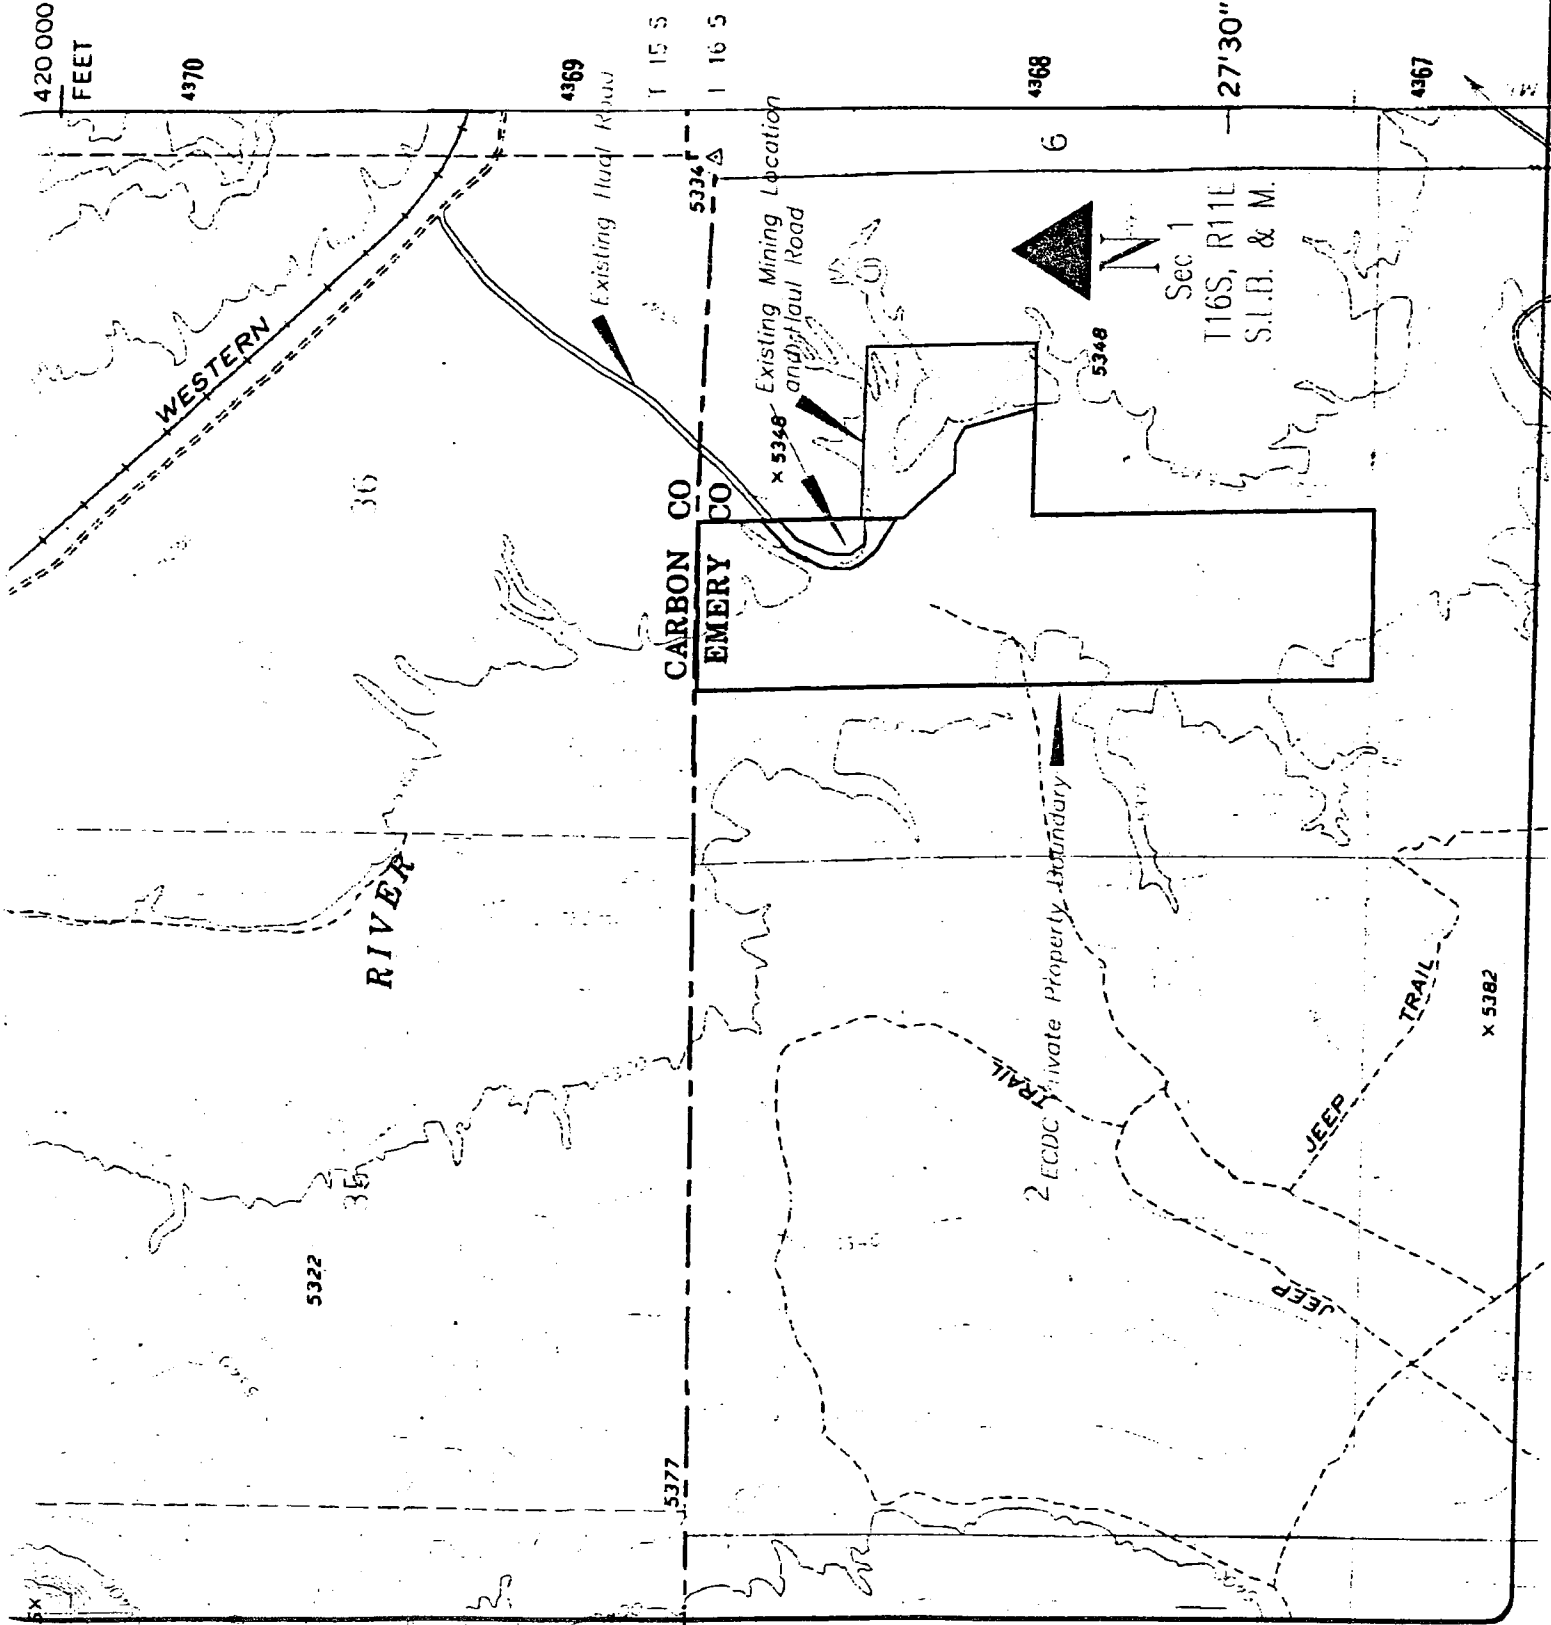 420 000
FEET
4370
4369
T 15 S
T 16 S
4368
27'30"
4367
WESTERN
Existing Haul Road
5334
6
Existing Mining Location
and Haul Road
x 5348
N
Sec. 1
T16S, R11E
S.L.B. & M.
5348
36
CARBON CO
EMERY CO
RIVER
ECDC Private Property Boundary
2
TRAIL
JEEP
TRAIL
JEEP
x 5382
35
5322
5377